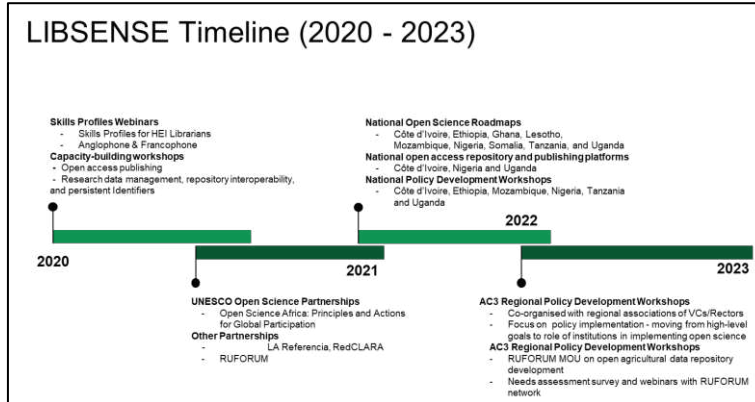 LIBSENSE Timeline (2020 - 2023)
Skills Profiles Webinars
- Skills Profiles for HEI Librarians
- Anglophone & Francophone
Capacity-building workshops
- Open access publishing
- Research data management, repository interoperability,
and persistent Identifiers
National Open Science Roadmaps
- Côte d'Ivoire, Ethiopia, Ghana, Lesotho,
Mozambique, Nigeria, Somalia, Tanzania, and Uganda
National open access repository and publishing platforms
- Côte d'Ivoire, Nigeria and Uganda
National Policy Development Workshops
- Côte d'Ivoire, Ethiopia, Mozambique, Nigeria, Tanzania
and Uganda
2022
2020
2021
2023
UNESCO Open Science Partnerships
- Open Science Africa: Principles and Actions
for Global Participation
Other Partnerships
- LA Referencia, RedCLARA
- RUFORUM
AC3 Regional Policy Development Workshops
- Co-organised with regional associations of VCs/Rectors
- Focus on policy implementation - moving from high-level
goals to role of institutions in implementing open science
AC3 Regional Policy Development Workshops
- RUFORUM MOU on open agricultural data repository
development
- Needs assessment survey and webinars with RUFORUM
network